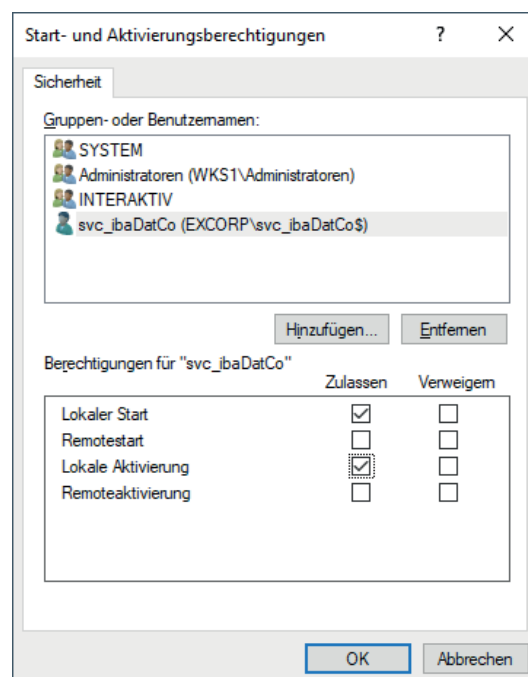 Start- und Aktivierungsberechtigungen ?
Sicherheit
Gruppen- oder Benutzernamen:
SYSTEM
Administratoren (WKS1\Administratoren)
INTERAKTIV
svc_ibaDatCo (EXCORP\svc_ibaDatCo$)
Hinzufügen... Entfernen
Berechtigungen für "svc_ibaDatCo"
Zulassen Verweigern
Lokaler Start
Remotestart
Lokale Aktivierung
Remoteaktivierung
OK Abbrechen